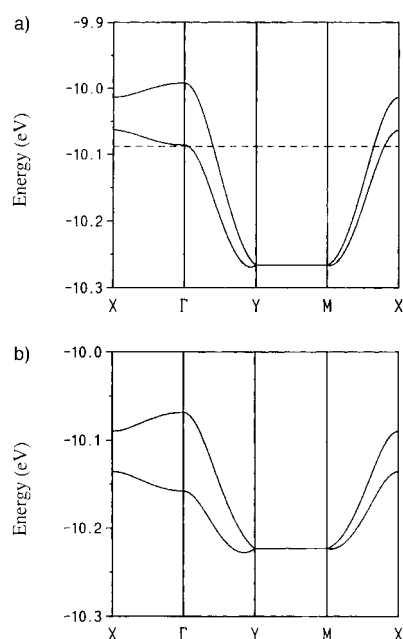 a)
-9.9
-10.0
-10.1
-10.2
-10.3
Energy (eV)
X Γ Y M X
b)
-10.0
-10.1
-10.2
-10.3
Energy (eV)
X Γ Y M X